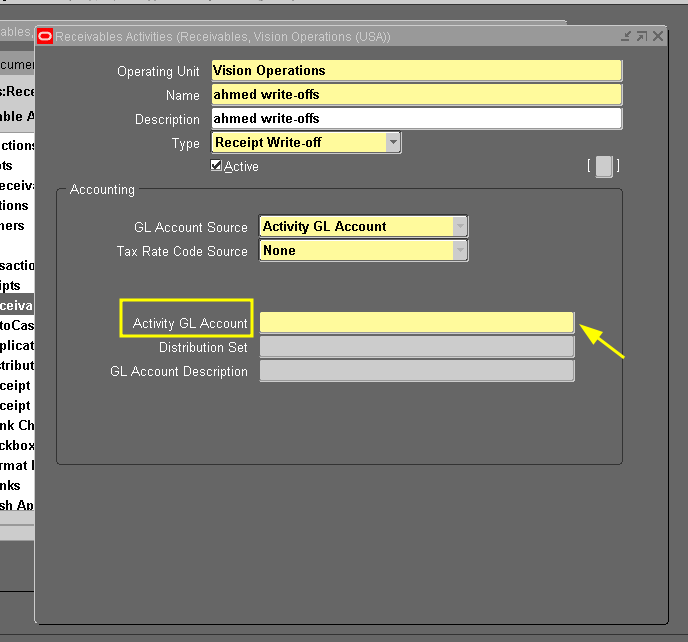 ables,
Receivables Activities (Receivables, Vision Operations (USA))
Operating Unit Vision Operations
Name ahmed write-offs
Description ahmed write-offs
Type Receipt Write-off
Active [ ]
Accounting
GL Account Source Activity GL Account
Tax Rate Code Source None
Activity GL Account
Distribution Set
GL Account Description
cumen
s:Rece
ble A
ctions
ots
eceiva
tions
ners
nsactio
ipts
ceiva
toCas
plicat
stribut
eceipt
eceipt
nk Ch
ckbox
rmat
nks
sh Ap